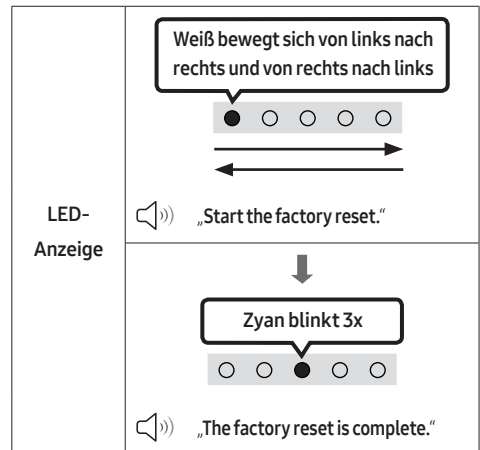 Weiß bewegt sich von links nach
rechts und von rechts nach links
LED-
Anzeige
„Start the factory reset.“
Zyan blinkt 3x
„The factory reset is complete.“